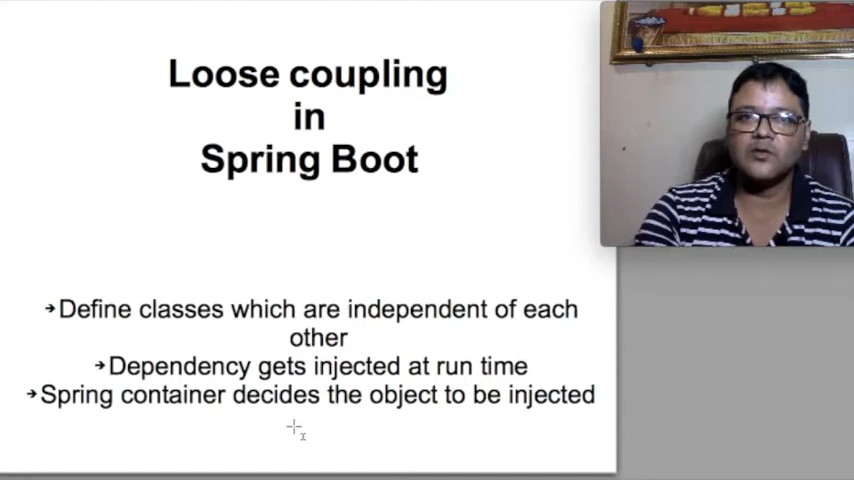 Loose coupling
in
Spring Boot
➔Define classes which are independent of each
other
➔Dependency gets injected at run time
➔Spring container decides the object to be injected